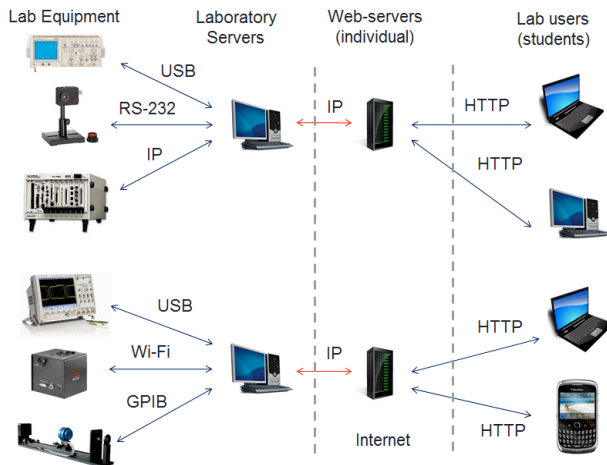 Lab Equipment
Laboratory
Servers
Web-servers
(individual)
Lab users
(students)
USB
RS-232
IP
IP
HTTP
HTTP
USB
Wi-Fi
GPIB
IP
HTTP
HTTP
Internet